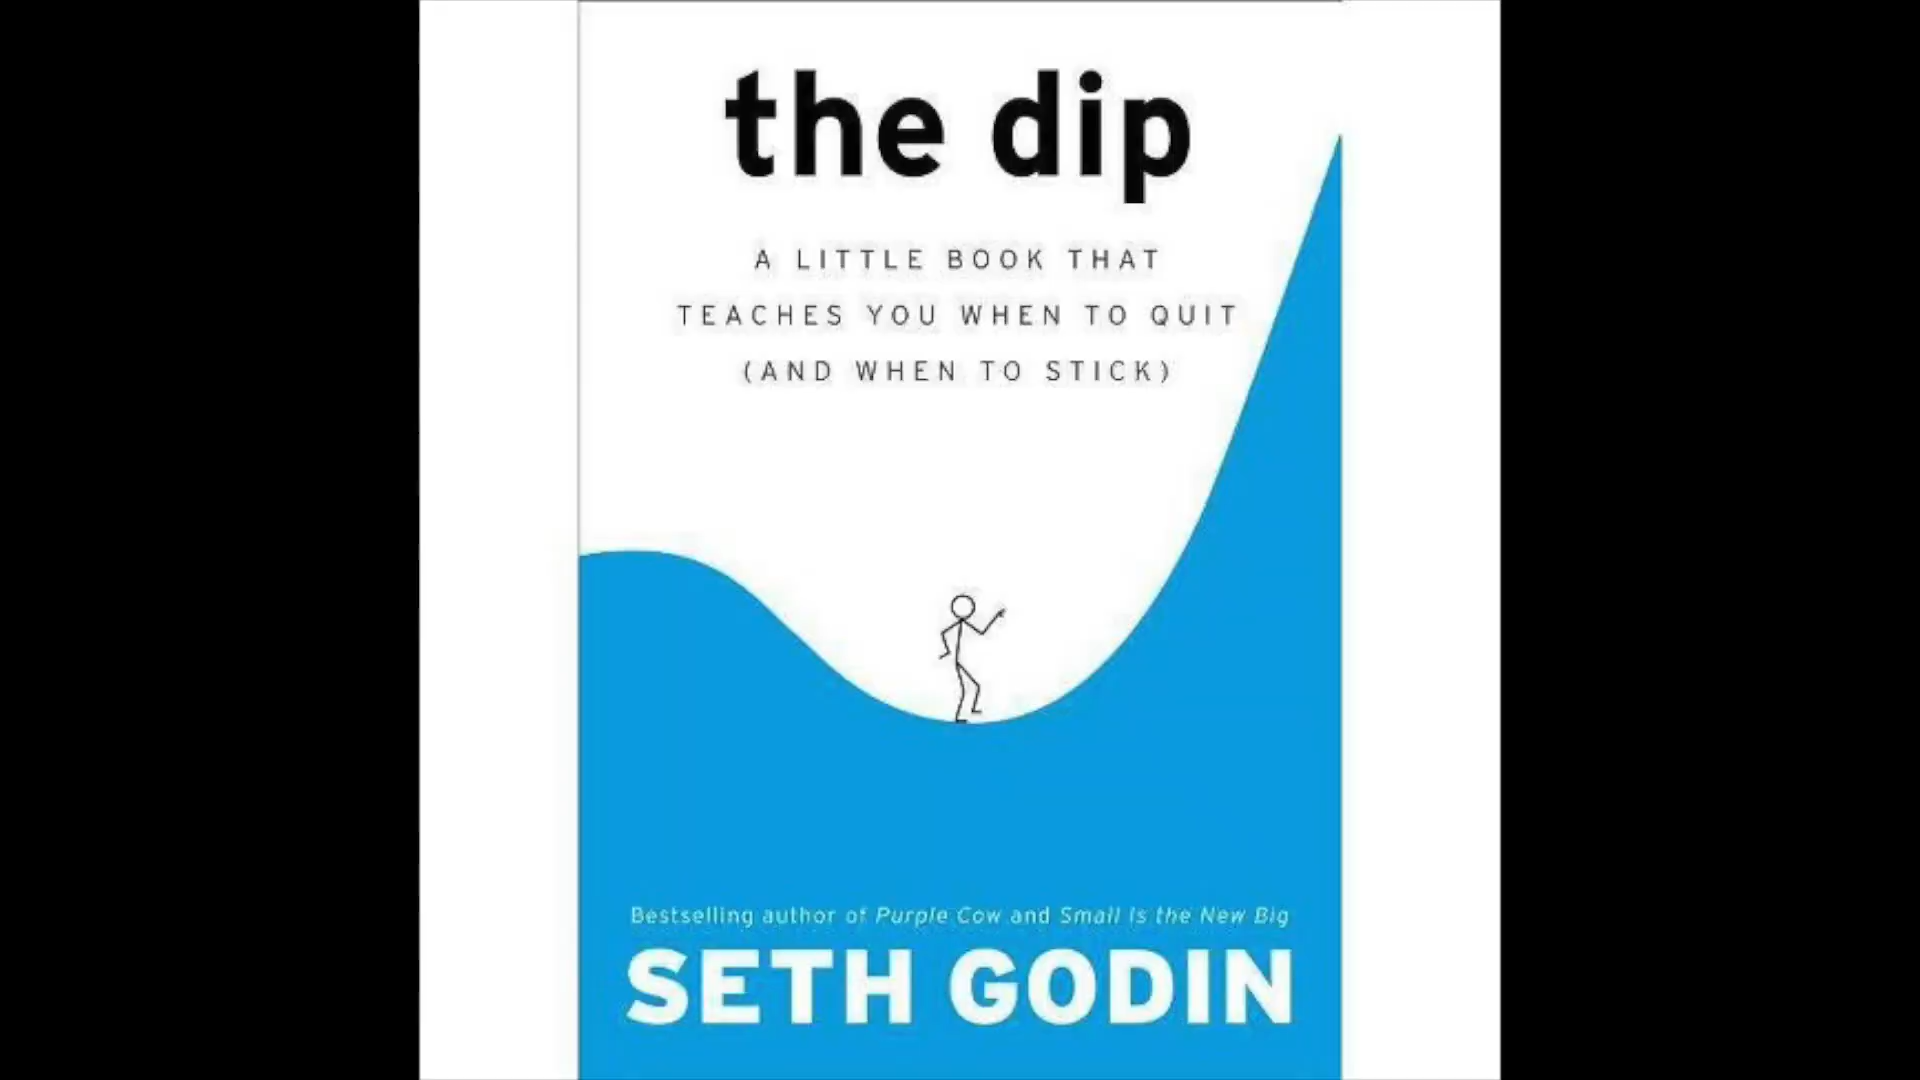 the dip
A LITTLE BOOK THAT
TEACHES YOU WHEN TO QUIT
(AND WHEN TO STICK)
Bestselling author of Purple Cow and Small Is the New Big
SETH GODIN